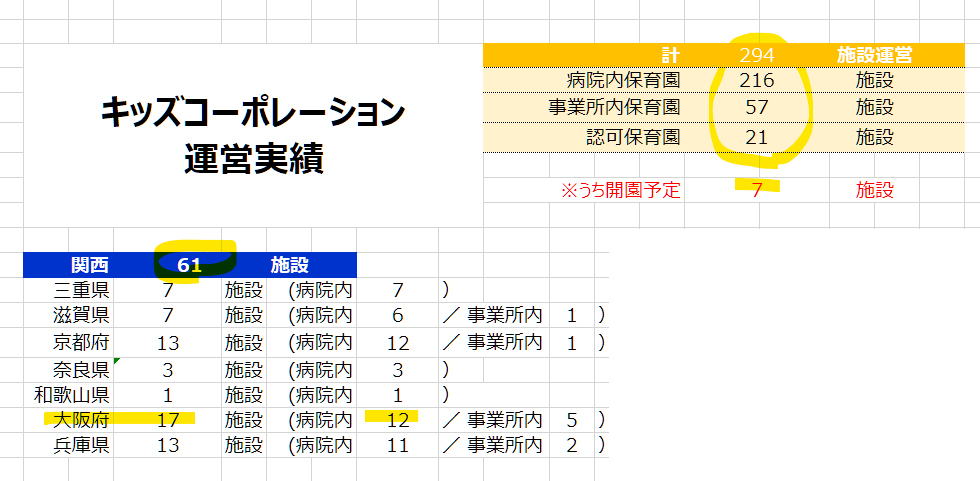 キッズコーポレーション
運営実績
計 294 施設運営
病院内保育園 216 施設
事業所内保育園 57 施設
認可保育園 21 施設
※うち開園予定 7 施設
関西 61 施設
三重県 7 施設 (病院内 7 )
滋賀県 7 施設 (病院内 6 ／ 事業所内 1 )
京都府 13 施設 (病院内 12 ／ 事業所内 1 )
奈良県 3 施設 (病院内 3 )
和歌山県 1 施設 (病院内 1 )
大阪府 17 施設 (病院内 12 ／ 事業所内 5 )
兵庫県 13 施設 (病院内 11 ／ 事業所内 2 )